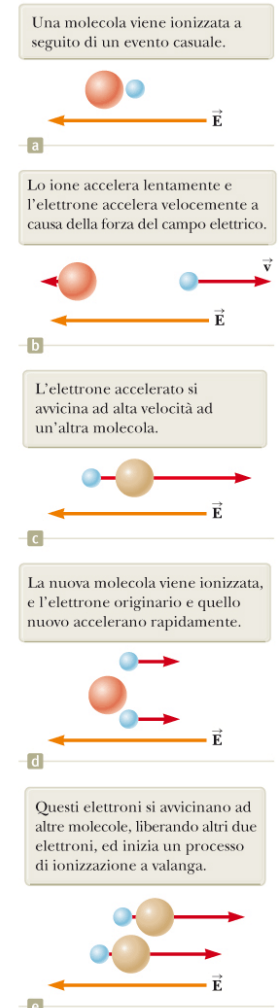 Una molecola viene ionizzata a
seguito di un evento casuale.
E
a
Lo ione accelera lentamente e
l'elettrone accelera velocemente a
causa della forza del campo elettrico.
v
E
b
L'elettrone accelerato si
avvicina ad alta velocità ad
un'altra molecola.
E
c
La nuova molecola viene ionizzata,
e l'elettrone originario e quello
nuovo accelerano rapidamente.
E
d
Questi elettroni si avvicinano ad
altre molecole, liberando altri due
elettroni, ed inizia un processo
di ionizzazione a valanga.
E
e